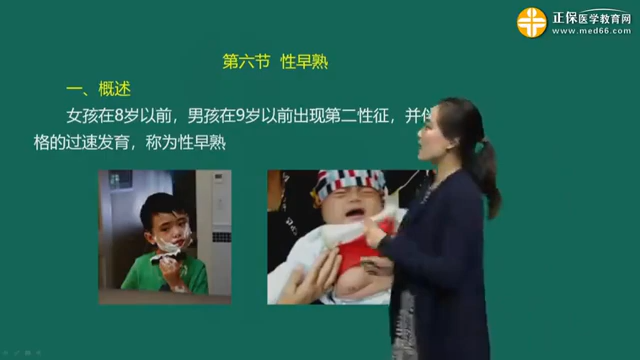 正保医学教育网
www.med66.com
第六节 性早熟
一、概述
女孩在8岁以前，男孩在9岁以前出现第二性征，并
格的过速发育，称为性早熟